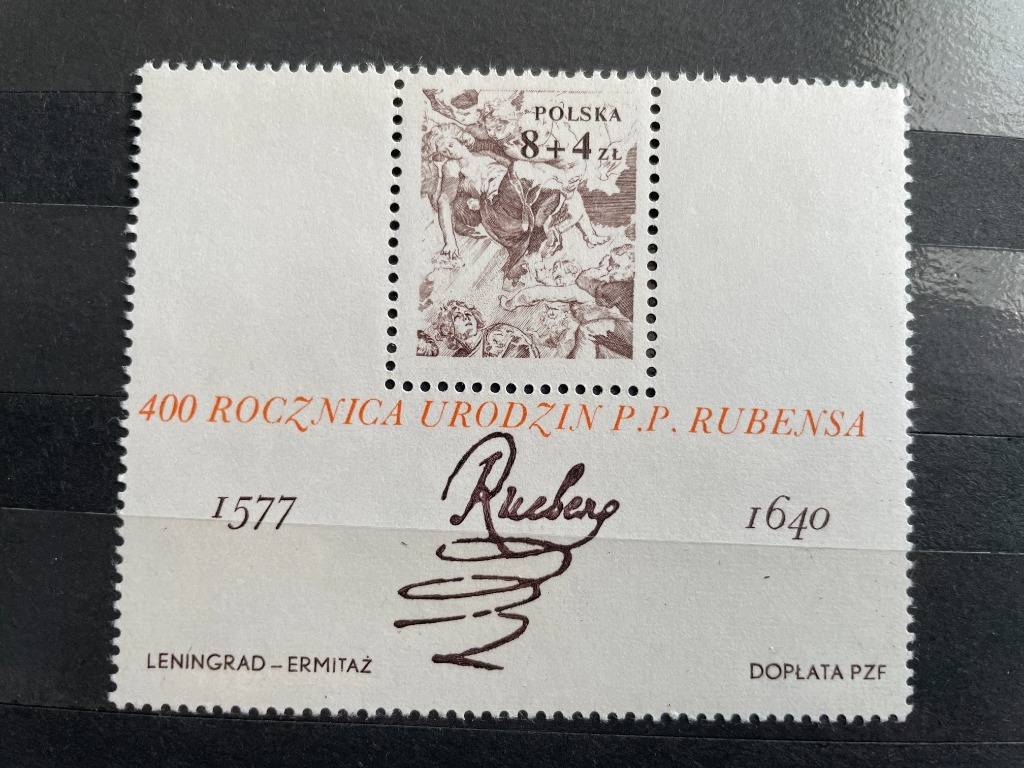 POLSKA
8+4 ZŁ
400 ROCZNICA URODZIN P.P. RUBENSA
1577
1640
LENINGRAD – ERMITAŻ
DOPŁATA PZF